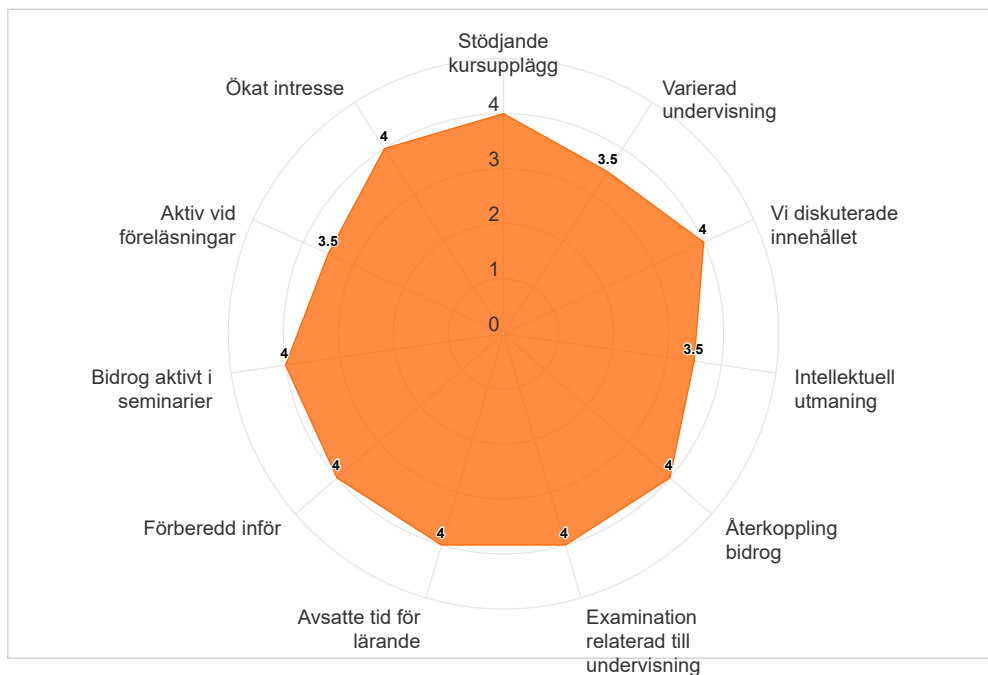 Stödjande
kursupplägg
Ökat intresse
Varierad
undervisning
4
4
3.5
3
Aktiv vid
föreläsningar
Vi diskuterade
innehållet
3.5
4
2
1
0
4
3.5
Bidrog aktivt i
seminarier
Intellektuell
utmaning
4
4
Förberedd inför
Återkoppling
bidrog
4
4
Avsatte tid för
lärande
Examination
relaterad till
undervisning